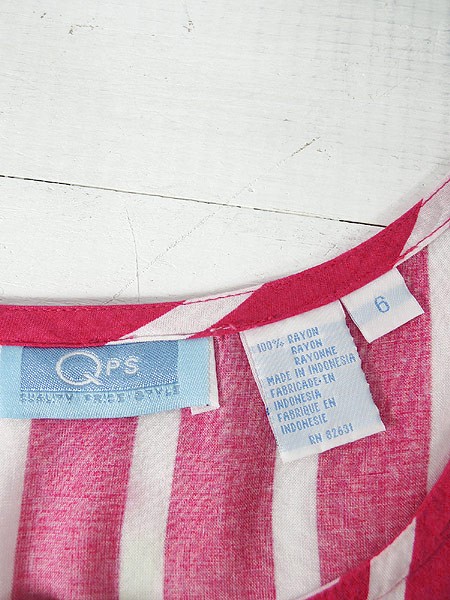 QPS
QUALITY PRICE STYLE
6
100% RAYON
RAYON
RAYONNE
MADE IN INDONESIA
FABRICADE·EN
INDONESIA
FABRIQUE EN
INDONESIE
RN 82631